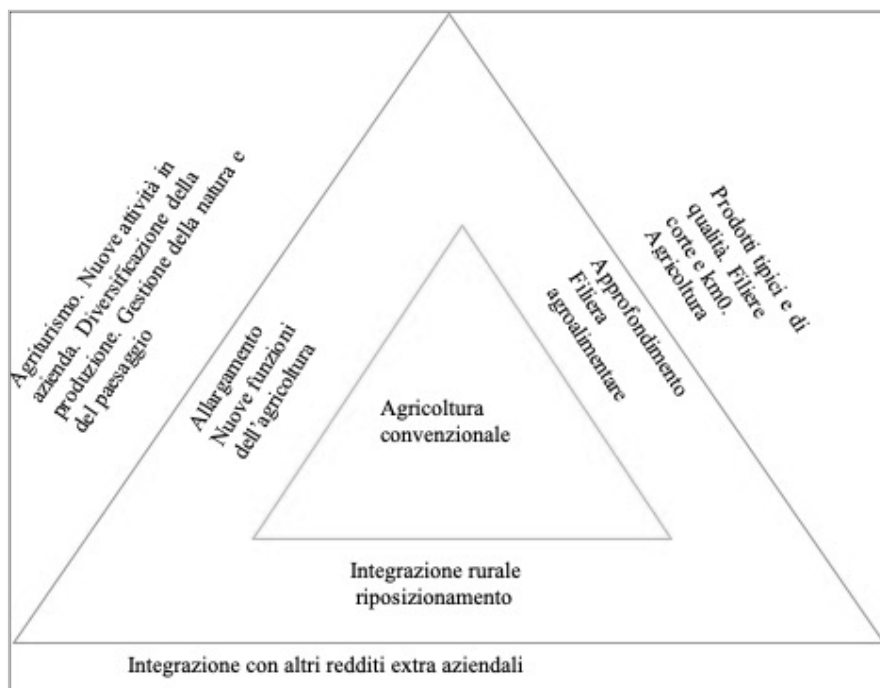 Agriturismo. Nuove attività in
azienda. Diversificazione della
produzione. Gestione della natura e
del paesaggio
Allargamento
Nuove funzioni
dell'agricoltura
Agricoltura
convenzionale
Approfondimento
Filiera
agroalimentare
Prodotti tipici e di
qualità. Filiere
corte e km0.
Agricoltura
Integrazione rurale
riposizionamento
Integrazione con altri redditi extra aziendali